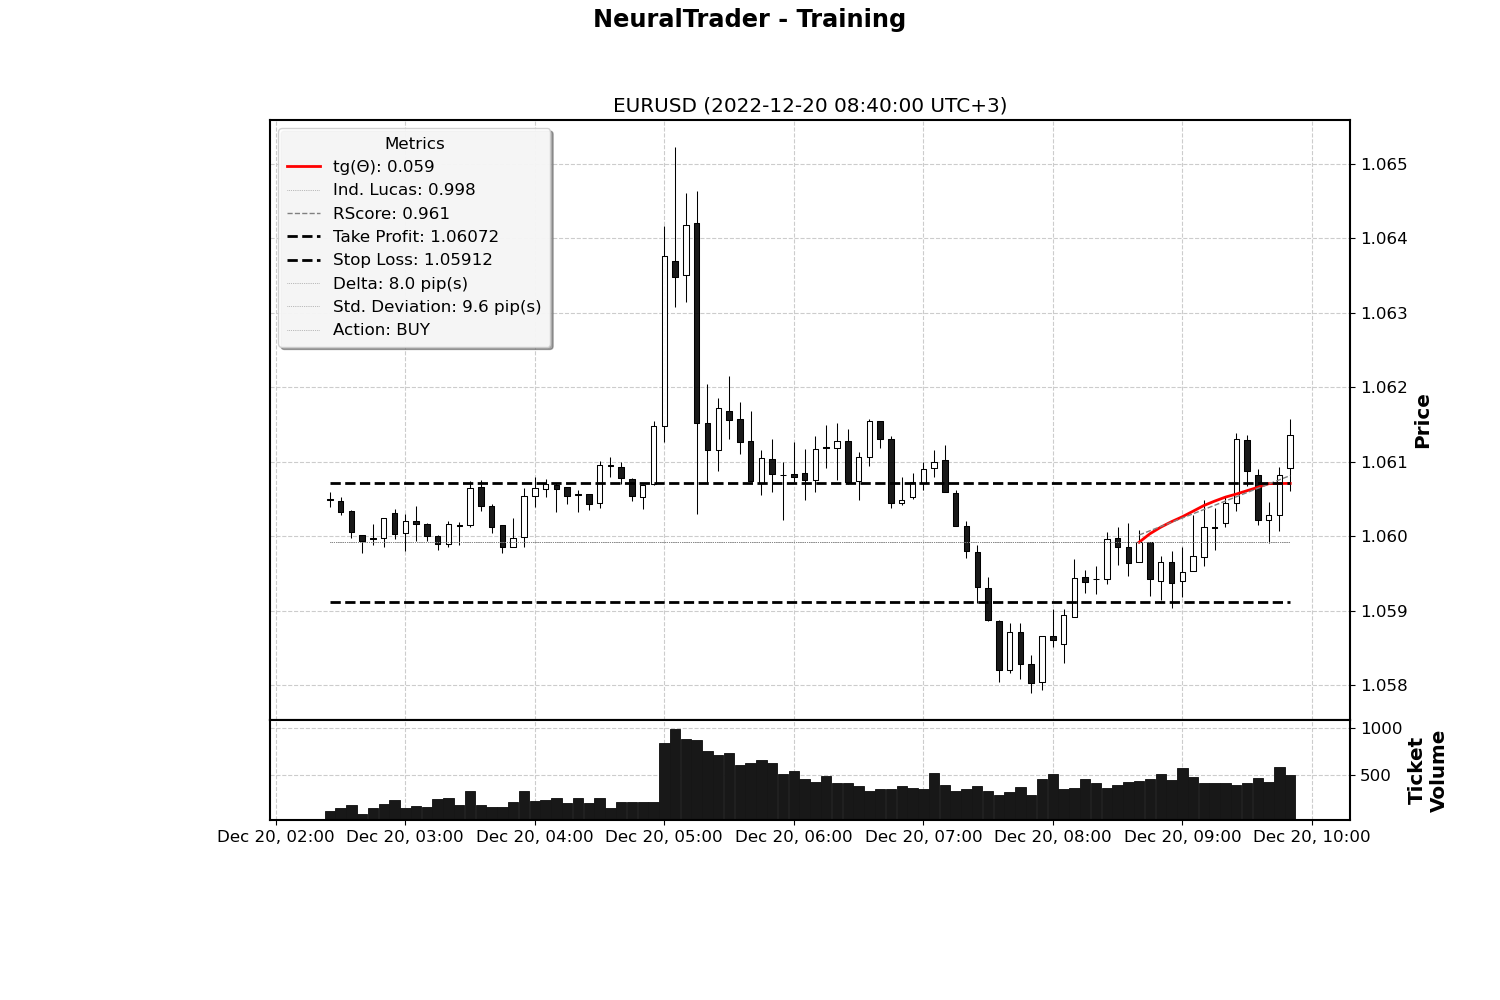 NeuralTrader - Training
EURUSD (2022-12-20 08:40:00 UTC+3)
Metrics
tg(Θ): 0.059
Ind. Lucas: 0.998
RScore: 0.961
Take Profit: 1.06072
Stop Loss: 1.05912
Delta: 8.0 pip(s)
Std. Deviation: 9.6 pip(s)
Action: BUY
1.065
1.064
1.063
1.062
1.061
1.060
1.059
1.058
Price
1000
500
Ticket
Volume
Dec 20, 02:00 Dec 20, 03:00 Dec 20, 04:00 Dec 20, 05:00 Dec 20, 06:00 Dec 20, 07:00 Dec 20, 08:00 Dec 20, 09:00 Dec 20, 10:00